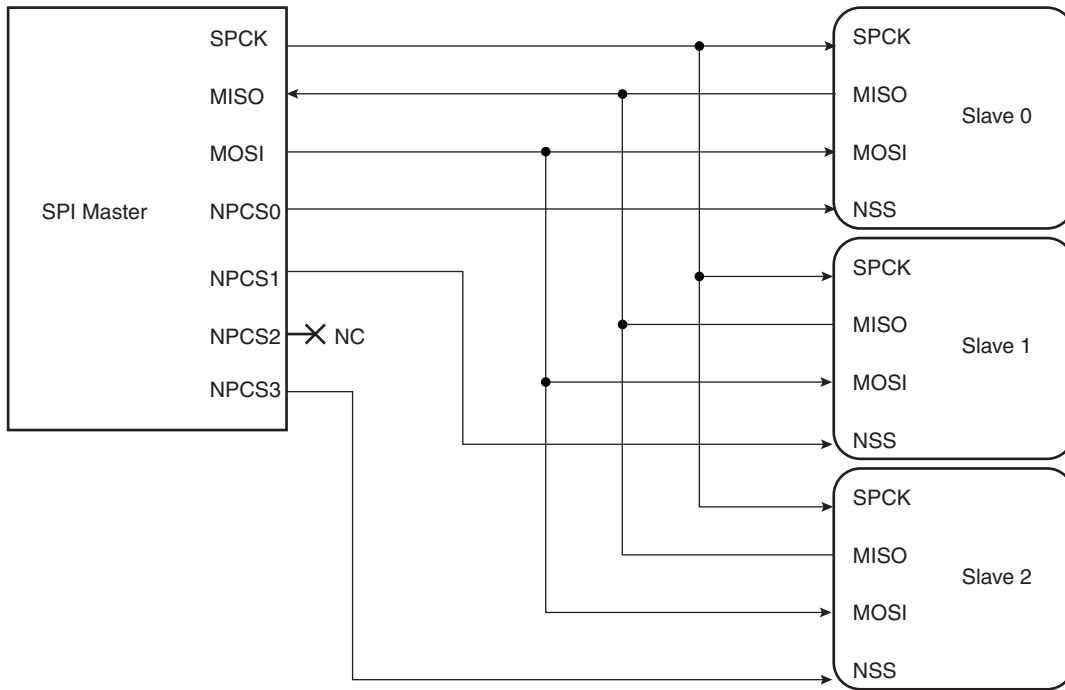 SPI Master
SPCK
MISO
MOSI
NPCS0
NPCS1
NPCS2
NC
NPCS3
SPCK
MISO
Slave 0
MOSI
NSS
SPCK
MISO
Slave 1
MOSI
NSS
SPCK
MISO
Slave 2
MOSI
NSS